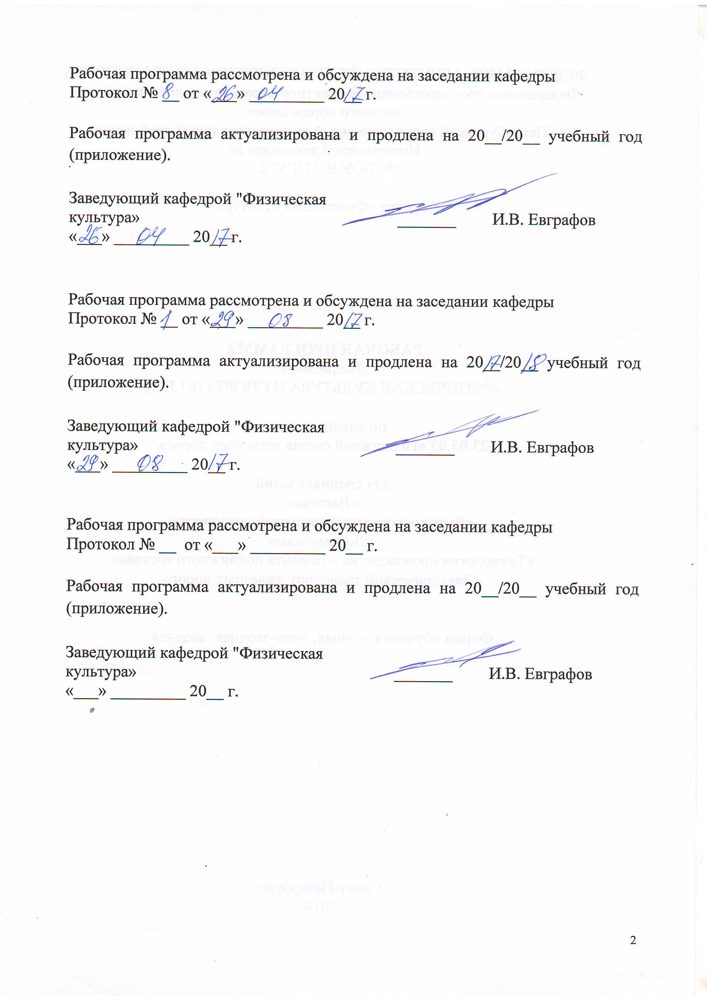 Рабочая программа рассмотрена и обсуждена на заседании кафедры
Протокол № 8 от «26» 04 2017 г.
Рабочая программа актуализирована и продлена на 20__/20__ учебный год
(приложение).
Заведующий кафедрой "Физическая
культура» _______ И.В. Евграфов
«26» 04 2017 г.
Рабочая программа рассмотрена и обсуждена на заседании кафедры
Протокол № 1 от «29» 08 2017 г.
Рабочая программа актуализирована и продлена на 2017/2018 учебный год
(приложение).
Заведующий кафедрой "Физическая
культура» _______ И.В. Евграфов
«29» 08 2017 г.
Рабочая программа рассмотрена и обсуждена на заседании кафедры
Протокол № __ от «___» _________ 20__ г.
Рабочая программа актуализирована и продлена на 20__/20__ учебный год
(приложение).
Заведующий кафедрой "Физическая
культура» _______ И.В. Евграфов
«___» _________ 20__ г.
2